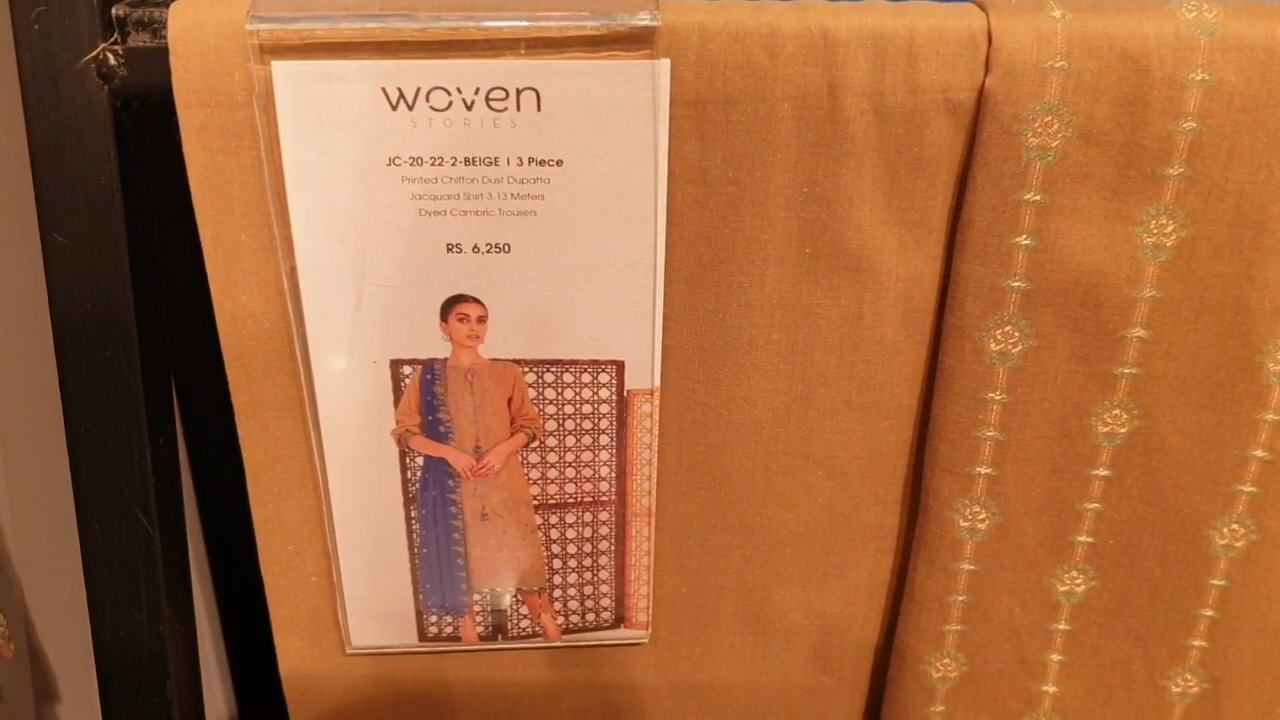 woven
STORIES
JC-20-22-2-BEIGE | 3 Piece
Printed Chiffon Dust Dupatta
Jacquard Shirt 3.13 Meters
Dyed Cambric Trousers
RS. 6,250